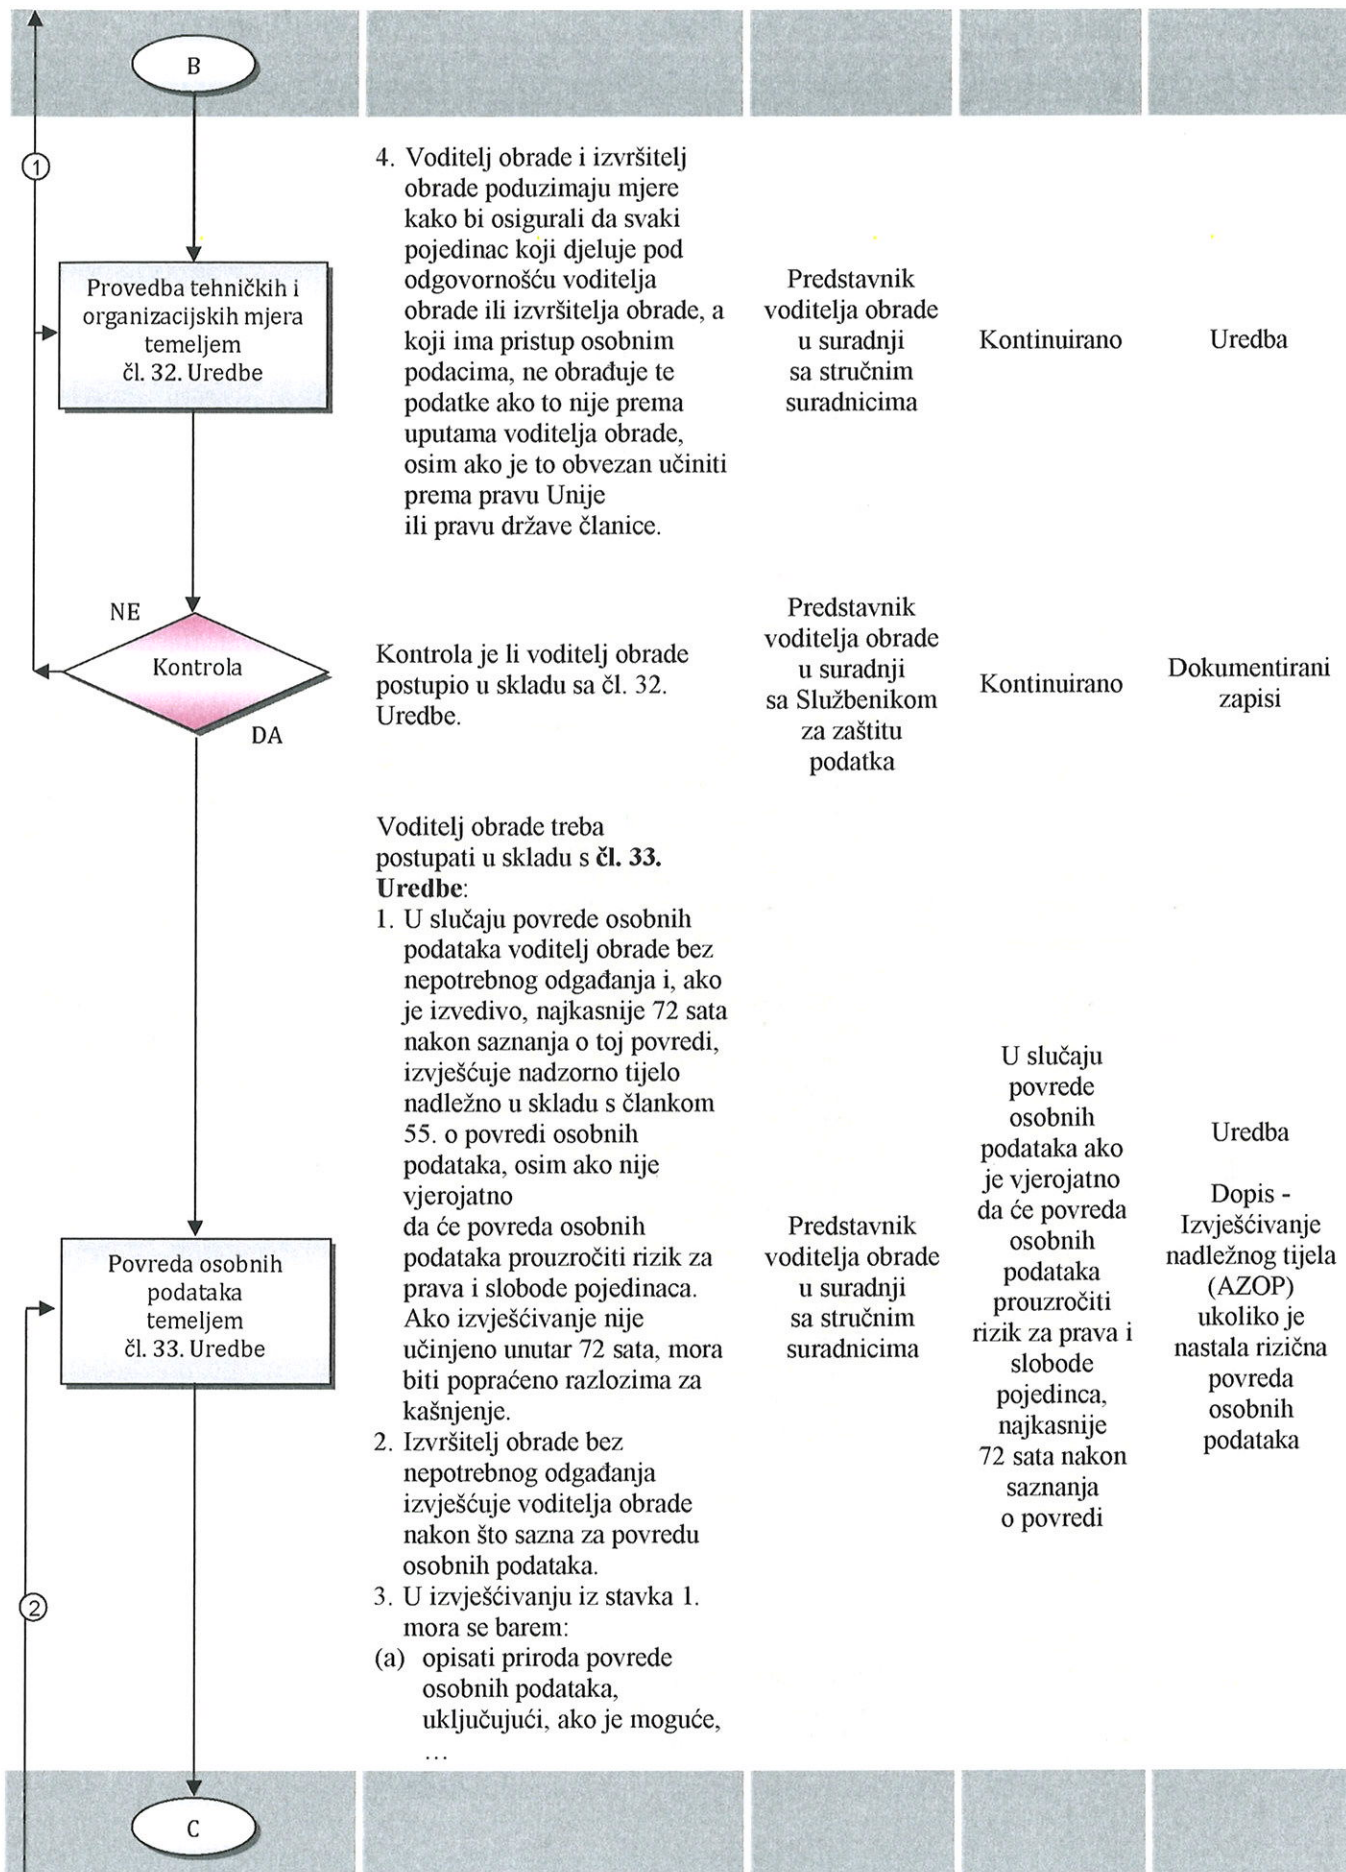 B
1
Provedba tehničkih i
organizacijskih mjera
temeljem
čl. 32. Uredbe
4. Voditelj obrade i izvršitelj
obrade poduzimaju mjere
kako bi osigurali da svaki
pojedinac koji djeluje pod
odgovornošću voditelja
obrade ili izvršitelja obrade, a
koji ima pristup osobnim
podacima, ne obrađuje te
podatke ako to nije prema
uputama voditelja obrade,
osim ako je to obvezan učiniti
prema pravu Unije
ili pravu države članice.
Predstavnik
voditelja obrade
u suradnji
sa stručnim
suradnicima
Kontinuirano
Uredba
NE
Kontrola
DA
Kontrola je li voditelj obrade
postupio u skladu sa čl. 32.
Uredbe.
Predstavnik
voditelja obrade
u suradnji
sa Službenikom
za zaštitu
podatka
Kontinuirano
Dokumentirani
zapisi
Povreda osobnih
podataka
temeljem
čl. 33. Uredbe
2
Voditelj obrade treba
postupati u skladu s čl. 33.
Uredbe:
1. U slučaju povrede osobnih
podataka voditelj obrade bez
nepotrebnog odgađanja i, ako
je izvedivo, najkasnije 72 sata
nakon saznanja o toj povredi,
izvješćuje nadzorno tijelo
nadležno u skladu s člankom
55. o povredi osobnih
podataka, osim ako nije
vjerojatno
da će povreda osobnih
podataka prouzročiti rizik za
prava i slobode pojedinaca.
Ako izvješćivanje nije
učinjeno unutar 72 sata, mora
biti popraćeno razlozima za
kašnjenje.
2. Izvršitelj obrade bez
nepotrebnog odgađanja
izvješćuje voditelja obrade
nakon što sazna za povredu
osobnih podataka.
3. U izvješćivanju iz stavka 1.
mora se barem:
(a) opisati priroda povrede
osobnih podataka,
uključujući, ako je moguće,
…
Predstavnik
voditelja obrade
u suradnji
sa stručnim
suradnicima
U slučaju
povrede
osobnih
podataka ako
je vjerojatno
da će povreda
osobnih
podataka
prouzročiti
rizik za prava i
slobode
pojedinca,
najkasnije
72 sata nakon
saznanja
o povredi
Uredba
Dopis -
Izvješćivanje
nadležnog tijela
(AZOP)
ukoliko je
nastala rizična
povreda
osobnih
podataka
C